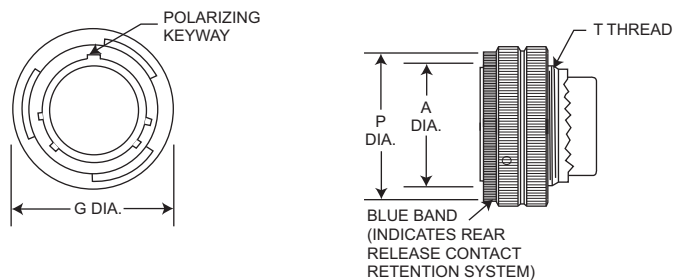 POLARIZING
KEYWAY
G DIA.
T THREAD
P
DIA.
A
DIA.
BLUE BAND
(INDICATES REAR
RELEASE CONTACT
RETENTION SYSTEM)